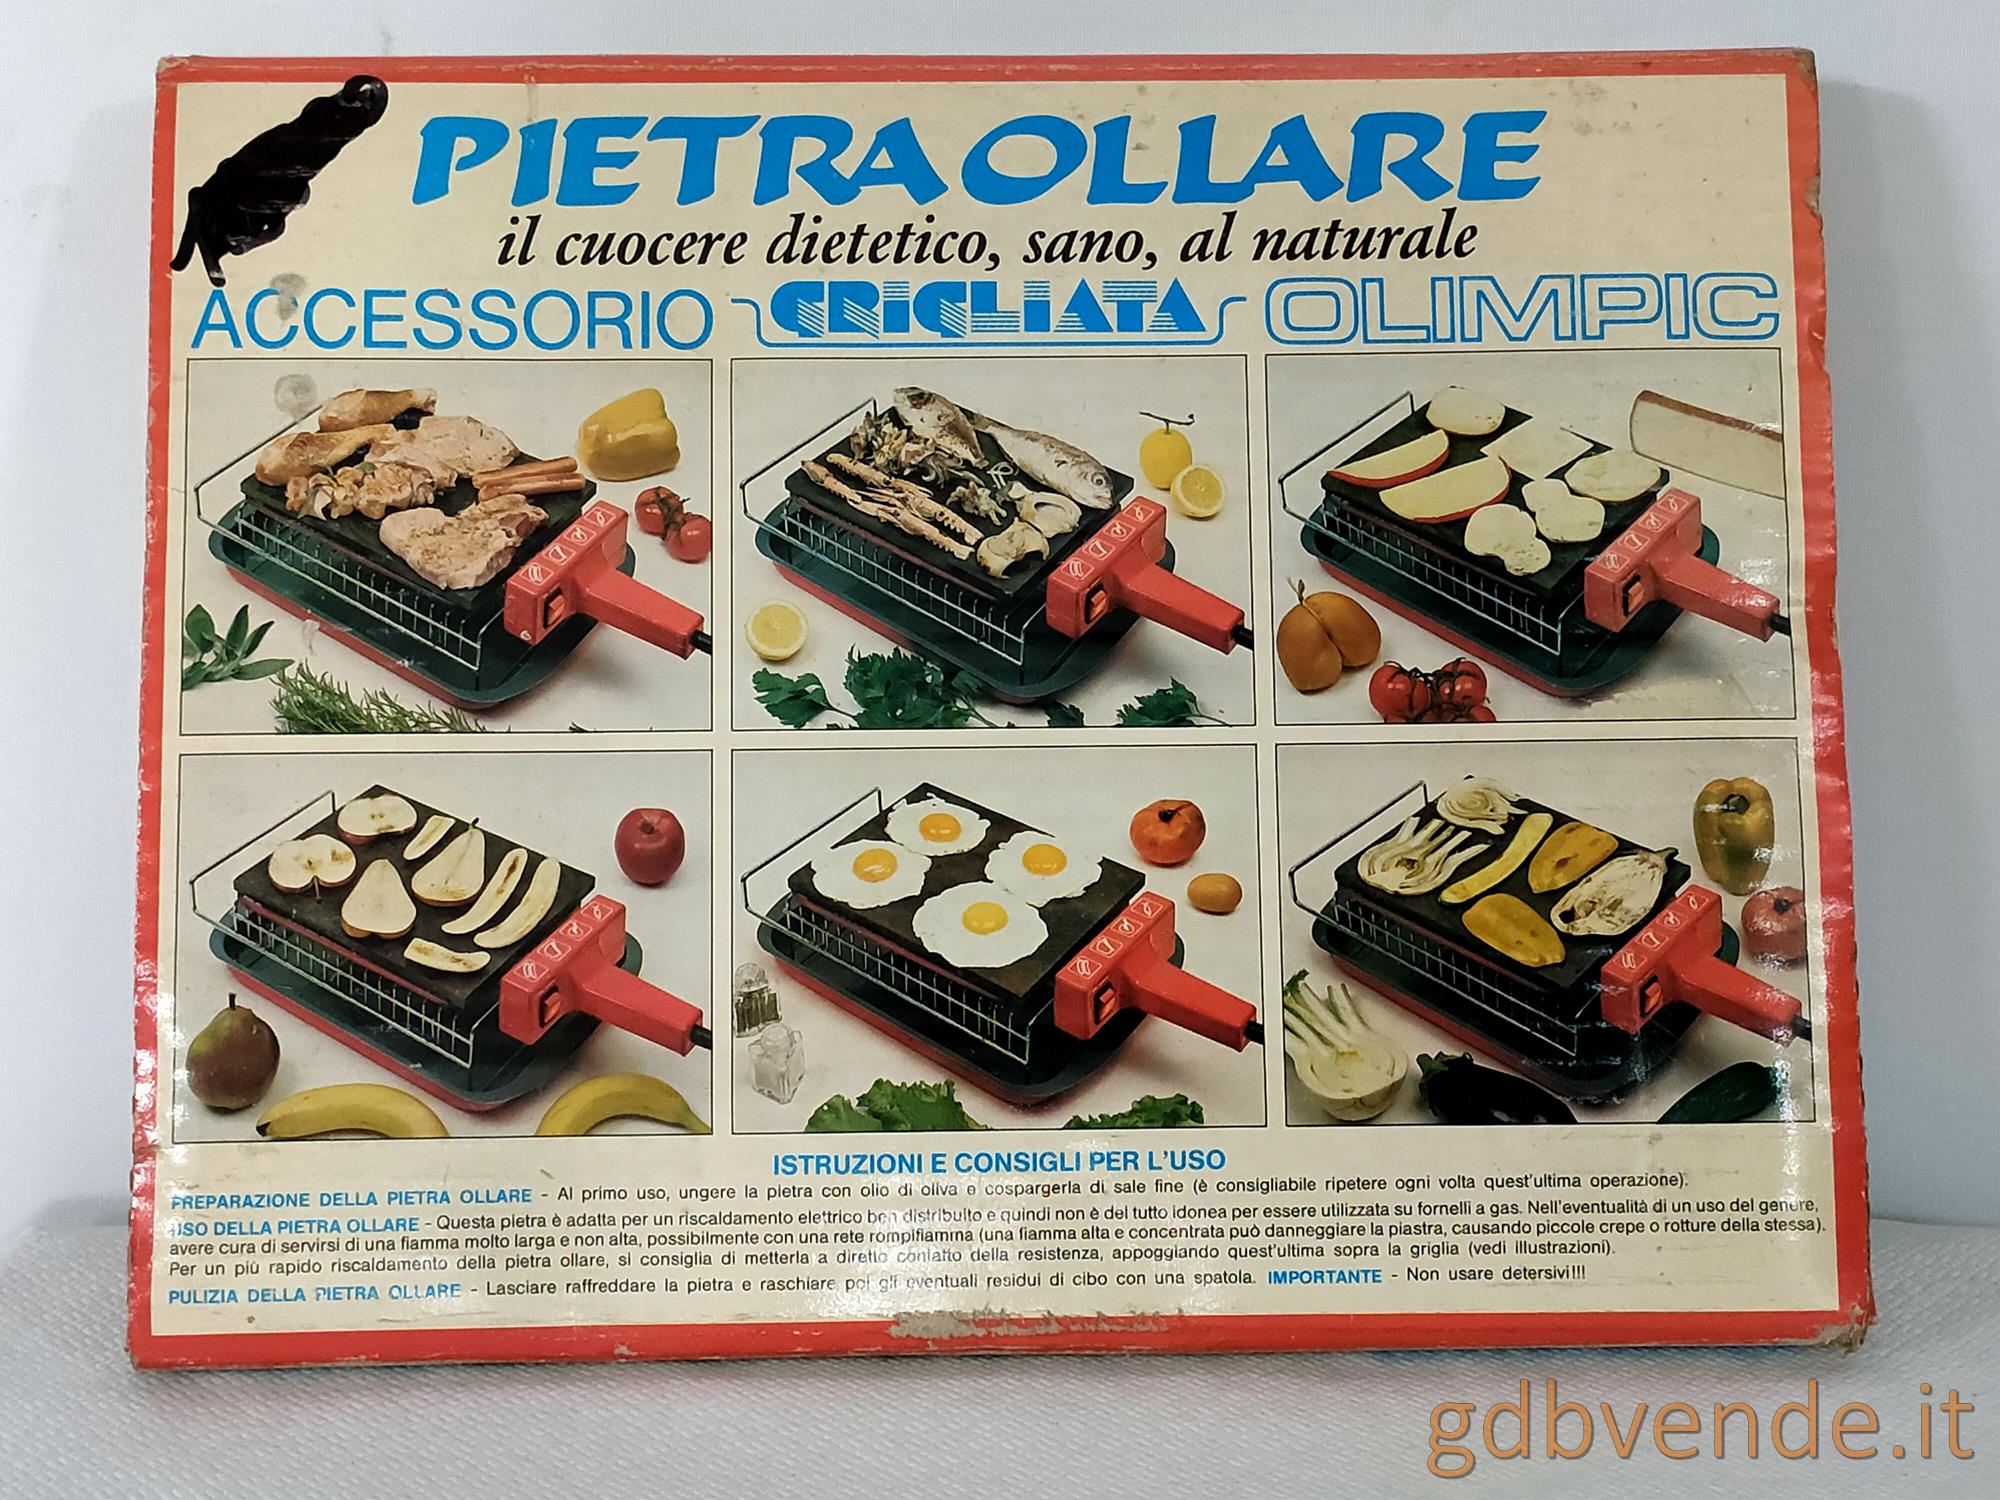 PIETRA OLLARE
il cuocere dietetico, sano, al naturale
ACCESSORIO GRIGLIATA OLIMPIC
ISTRUZIONI E CONSIGLI PER L'USO
PREPARAZIONE DELLA PIETRA OLLARE - Al primo uso, ungere la pietra con olio di oliva e cospargerla di sale fine (è consigliabile ripetere ogni volta quest'ultima operazione).
USO DELLA PIETRA OLLARE - Questa pietra è adatta per un riscaldamento elettrico ben distribuito e quindi non è del tutto idonea per essere utilizzata su fornelli a gas. Nell'eventualità di un uso del genere,
avere cura di servirsi di una fiamma molto larga e non alta, possibilmente con una rete rompifiamma (una fiamma alta e concentrata può danneggiare la piastra, causando piccole crepe o rotture della stessa).
Per un più rapido riscaldamento della pietra ollare, si consiglia di metterla a diretto contatto della resistenza, appoggiando quest'ultima sopra la griglia (vedi illustrazioni).
PULIZIA DELLA PIETRA OLLARE - Lasciare raffreddare la pietra e raschiare poi gli eventuali residui di cibo con una spatola. IMPORTANTE - Non usare detersivi!!!
gdbvende.it